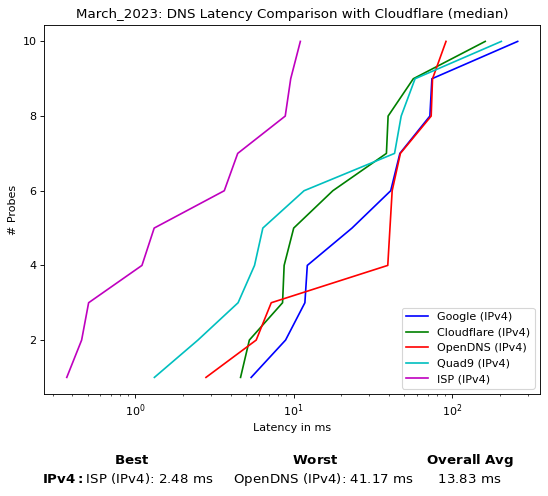 March_2023: DNS Latency Comparison with Cloudflare (median)
10
8
6
4
2
# Probes
Google (IPv4)
Cloudflare (IPv4)
OpenDNS (IPv4)
Quad9 (IPv4)
ISP (IPv4)
10⁰ 10¹ 10²
Latency in ms
Best Worst Overall Avg
IPv4: ISP (IPv4): 2.48 ms OpenDNS (IPv4): 41.17 ms 13.83 ms